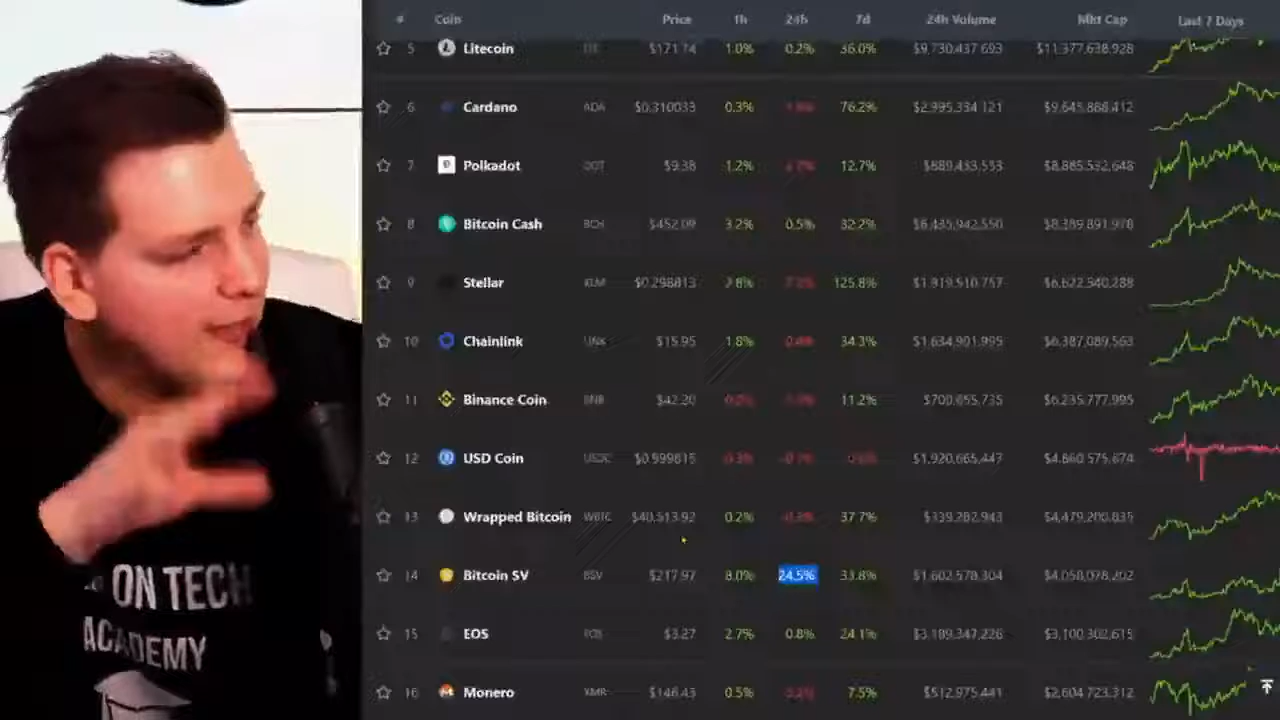 # Coin Price 1h 24h 7d 24h Volume Mkt Cap Last 7 Days
5 Litecoin $171.14 1.0% 0.2% 36.0% $9,730,437,693 $11,377,638,928
6 Cardano ADA $0.310033 0.3% 76.2% $2,995,334,121 $9,645,868,412
7 Polkadot DOT $9.38 1.2% 12.7% $889,433,553 $8,885,532,648
8 Bitcoin Cash BCH $452.09 3.2% 0.5% 32.2% $6,435,942,550 $8,389,891,978
9 Stellar XLM $0.298813 2.8% 125.8% $1,919,510,757 $6,622,540,288
10 Chainlink LINK $15.95 1.8% 34.3% $1,634,901,995 $6,387,089,563
11 Binance Coin BNB $42.20 11.2% $700,655,735 $6,235,777,995
12 USD Coin USDC $0.999815 $1,920,665,447 $4,860,575,674
13 Wrapped Bitcoin WBTC $40,513.92 0.2% 37.7% $339,282,943 $4,479,200,835
14 Bitcoin SV BSV $217.97 8.0% 24.5% 33.8% $1,602,578,304 $4,058,078,202
15 EOS EOS $3.27 2.7% 0.8% 24.1% $3,189,347,226 $3,100,302,615
16 Monero XMR $146.43 0.5% 7.5% $512,975,441 $2,604,723,312
ON TECH
ACADEMY